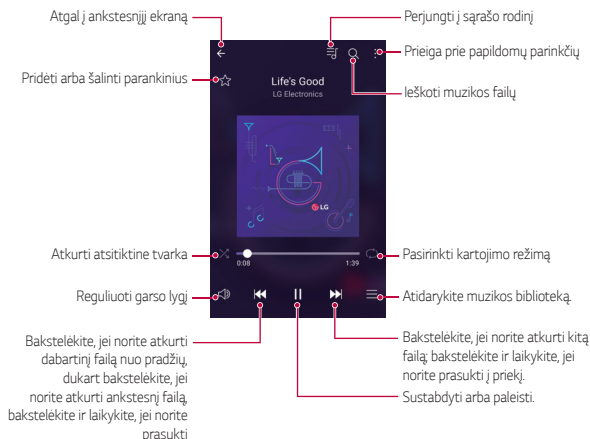 Atgal į ankstesnįjį ekraną
Perjungti į sąrašo rodinį
Prieiga prie papildomų parinkčių
Pridėti arba šalinti parankinius
Ieškoti muzikos failų
Life's Good
LG Electronics
LG
Atkurti atsitiktine tvarka
Pasirinkti kartojimo režimą
0:08
1:39
Reguliuoti garso lygį
Atidarykite muzikos biblioteką.
Bakstelėkite, jei norite atkurti
dabartinį failą nuo pradžių,
dukart bakstelėkite, jei
norite atkurti ankstesnį failą,
bakstelėkite ir laikykite, jei norite
prasukti
Bakstelėkite, jei norite atkurti kitą
failą; bakstelėkite ir laikykite, jei
norite prasukti į priekį.
Sustabdyti arba paleisti.